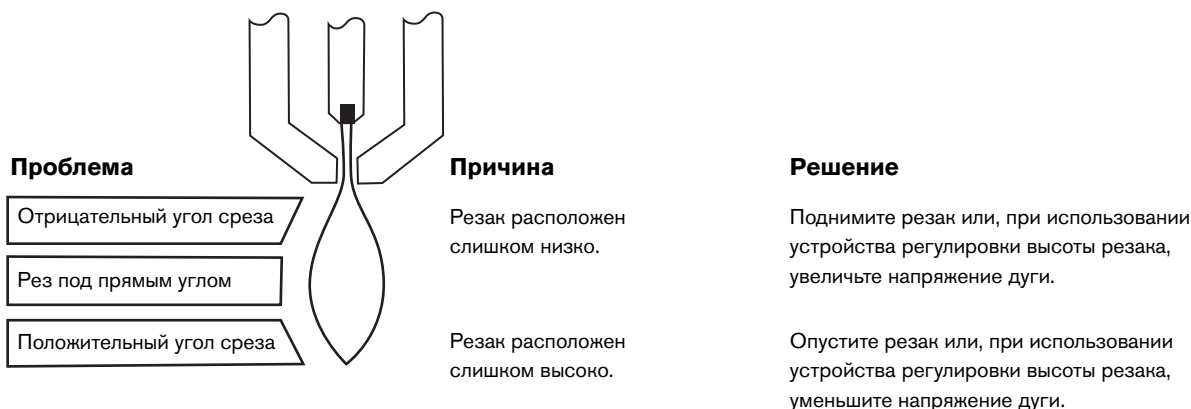 Проблема
Причина
Решение
Отрицательный угол среза
Резак расположен
слишком низко.
Поднимите резак или, при использовании
устройства регулировки высоты резака,
увеличьте напряжение дуги.
Рез под прямым углом
Положительный угол среза
Резак расположен
слишком высоко.
Опустите резак или, при использовании
устройства регулировки высоты резака,
уменьшите напряжение дуги.